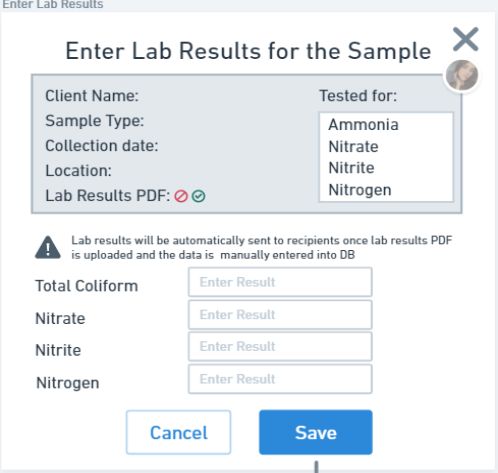 Enter Lab Results
Enter Lab Results for the Sample
Client Name:
Sample Type:
Collection date:
Location:
Lab Results PDF:
Tested for:
Ammonia
Nitrate
Nitrite
Nitrogen
Lab results will be automatically sent to recipients once lab results PDF
is uploaded and the data is manually entered into DB
Total Coliform Enter Result
Nitrate Enter Result
Nitrite Enter Result
Nitrogen Enter Result
Cancel Save